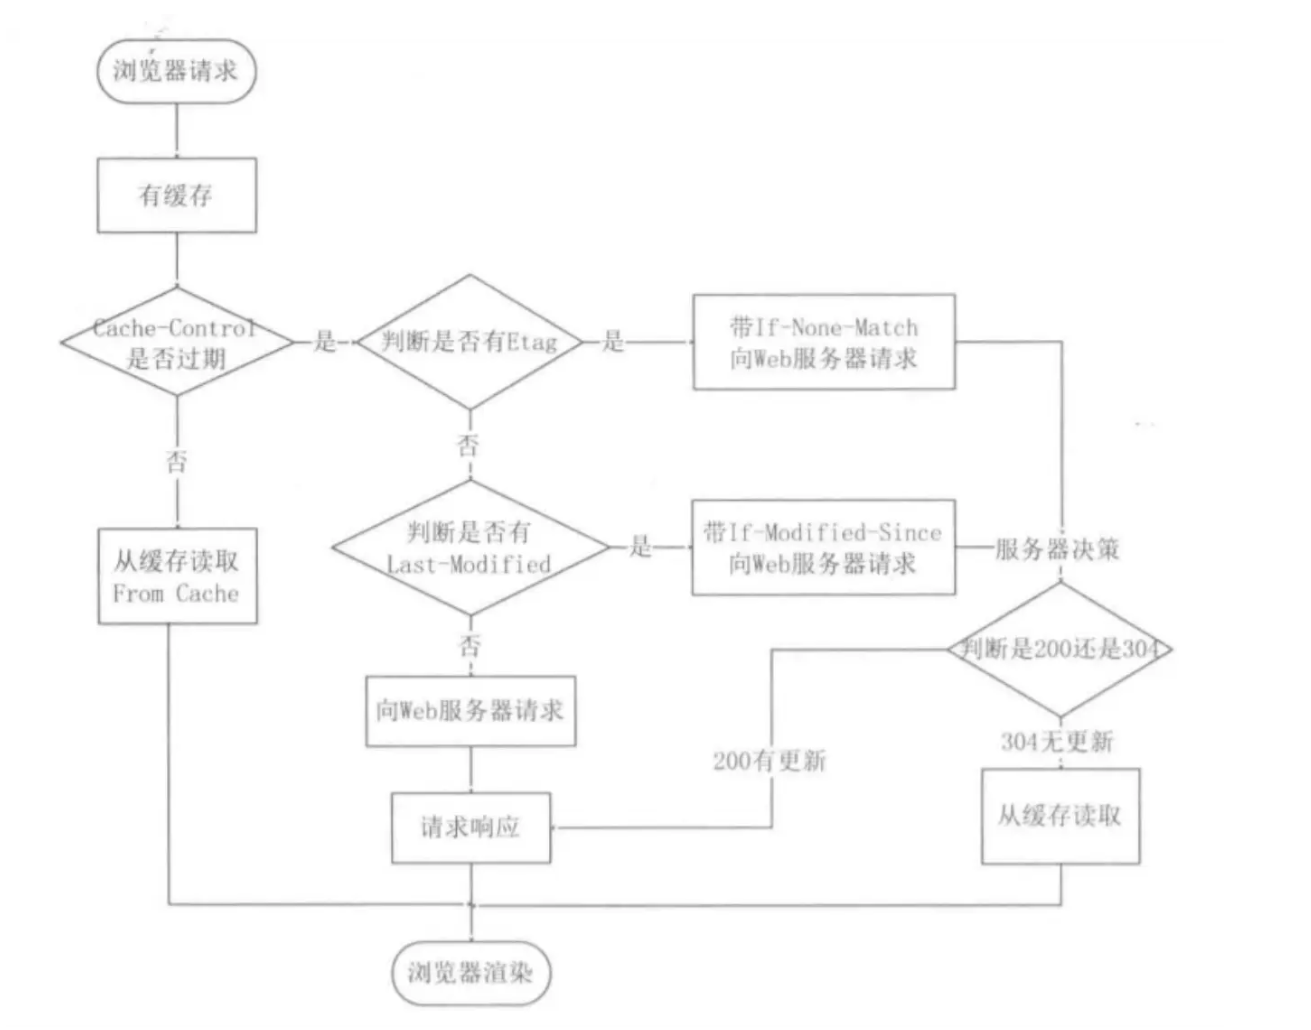 浏览器请求
有缓存
Cache-Control
是否过期
是
判断是否有Etag
是
带If-None-Match
向Web服务器请求
否
否
从缓存读取
From Cache
判断是否有
Last-Modified
是
带If-Modified-Since
向Web服务器请求
服务器决策
判断是200还是304
否
向Web服务器请求
200有更新
304无更新
请求响应
从缓存读取
浏览器渲染